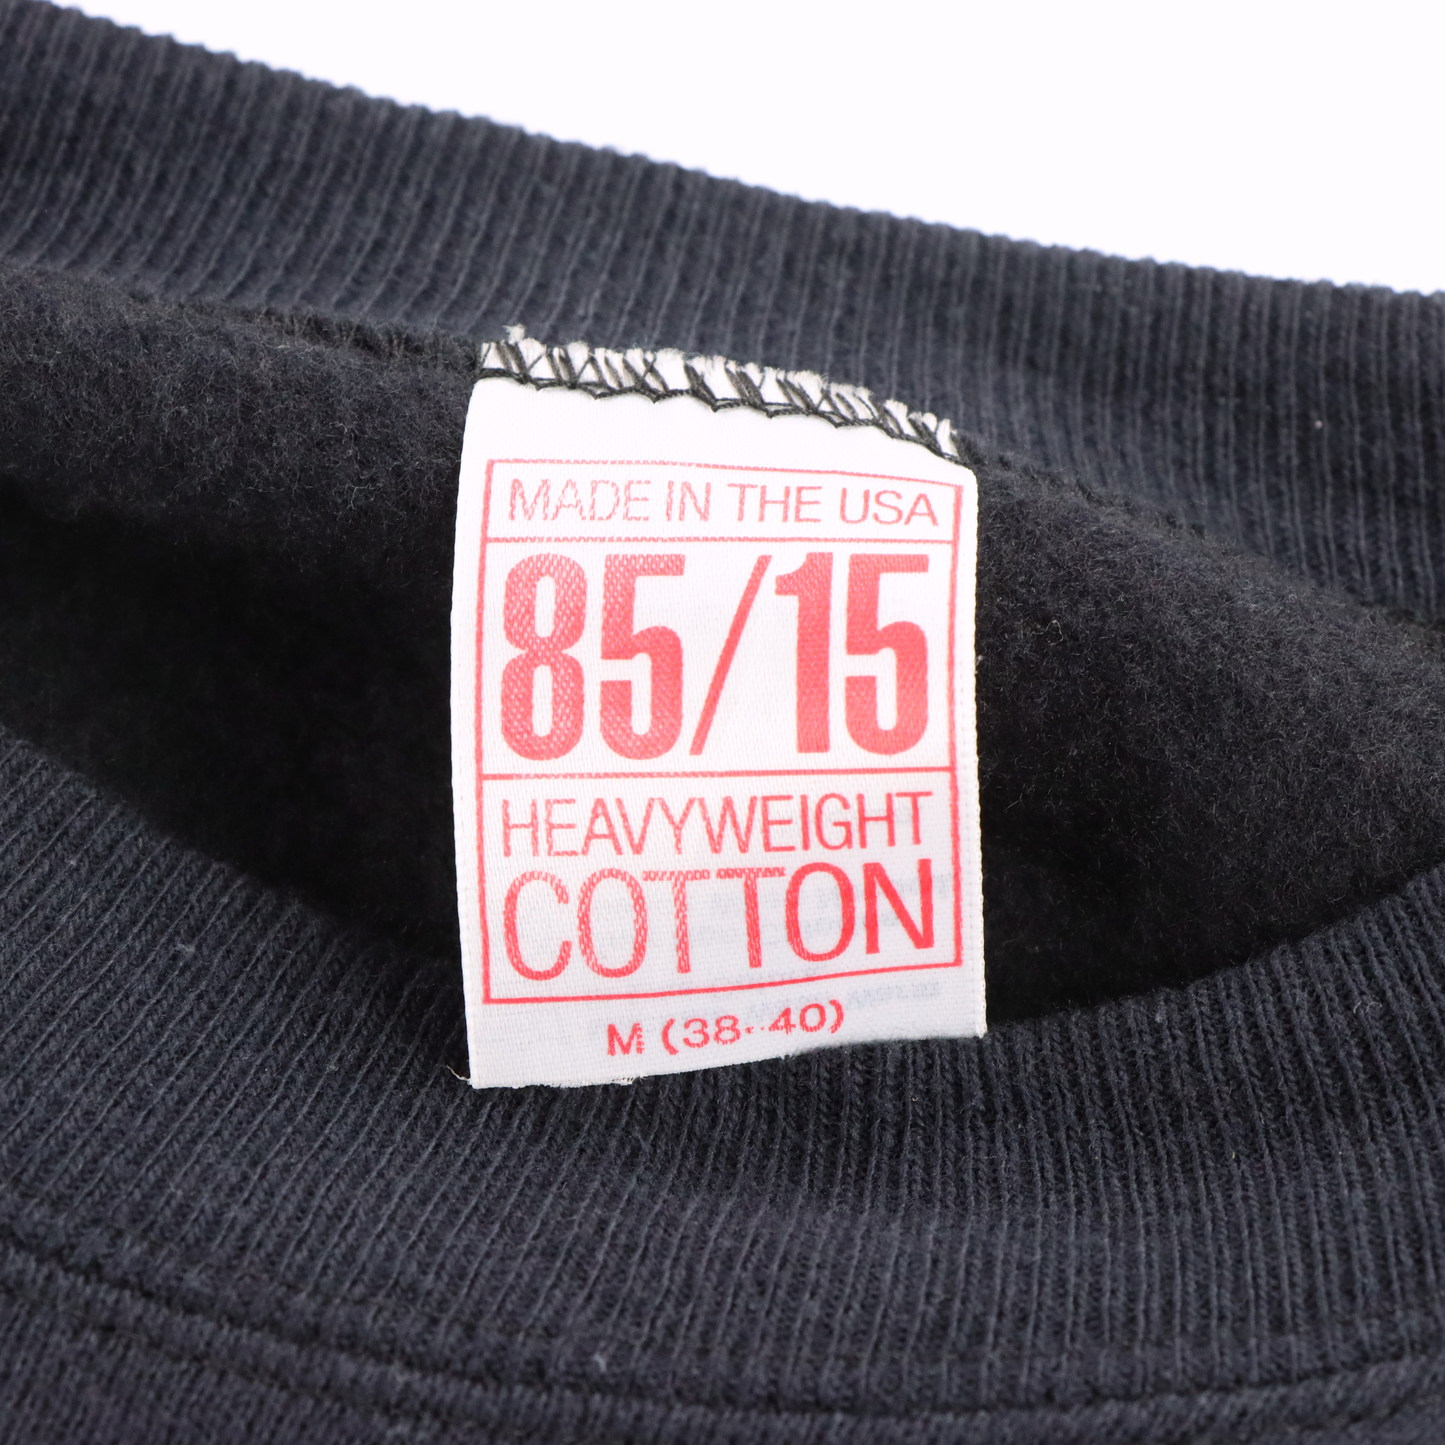 MADE IN THE USA
85/15
HEAVYWEIGHT
COTTON
M (38-40)